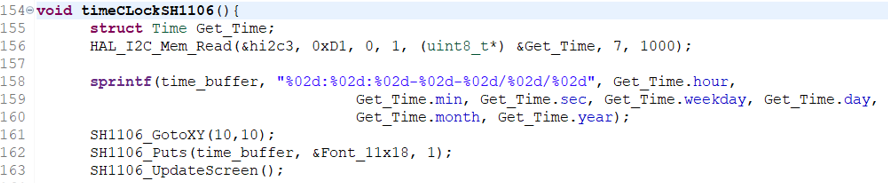 154 void timeCLockSH1106(){
155 struct Time Get_Time;
156 HAL_I2C_Mem_Read(&hi2c3, 0xD1, 0, 1, (uint8_t*) &Get_Time, 7, 1000);
157
158 sprintf(time_buffer, "%02d:%02d:%02d-%02d-%02d/%02d/%02d", Get_Time.hour,
159 Get_Time.min, Get_Time.sec, Get_Time.weekday, Get_Time.day,
160 Get_Time.month, Get_Time.year);
161 SH1106_GotoXY(10,10);
162 SH1106_Puts(time_buffer, &Font_11x18, 1);
163 SH1106_UpdateScreen();